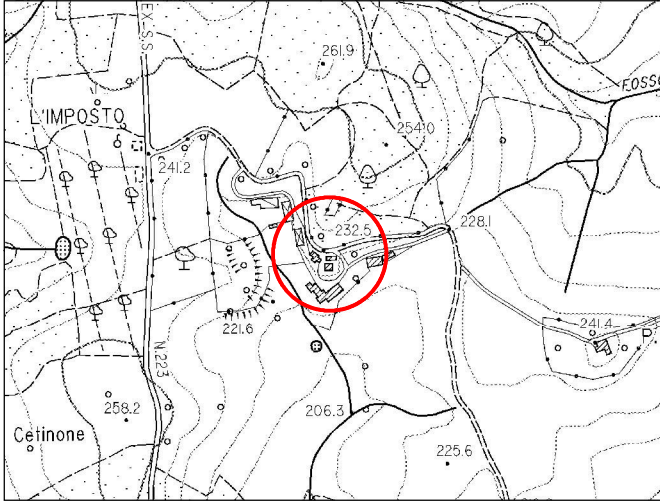 EX S.S.
261.9
FOSSO
L'IMPOSTO
254.0
241.2
232.5
228.1
221.6
241.4
P
N.223
258.2
206.3
Cetinone
225.6